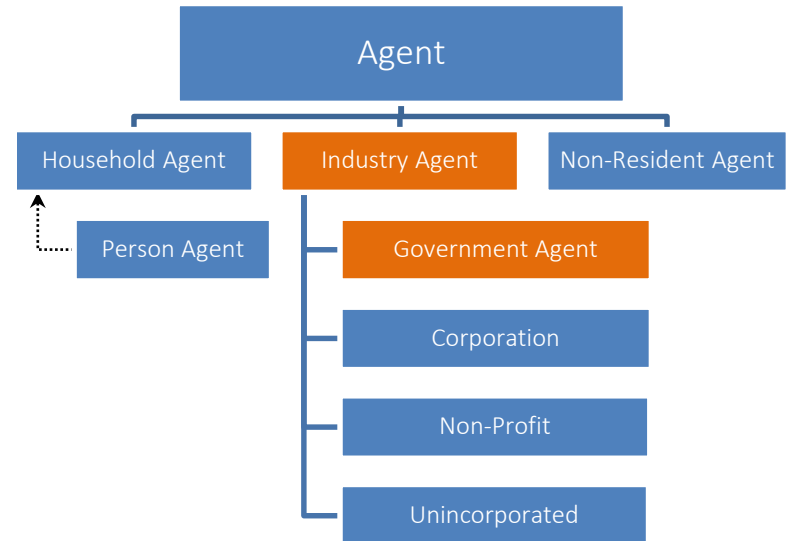 Agent
Household Agent
Industry Agent
Non-Resident Agent
Person Agent
Government Agent
Corporation
Non-Profit
Unincorporated